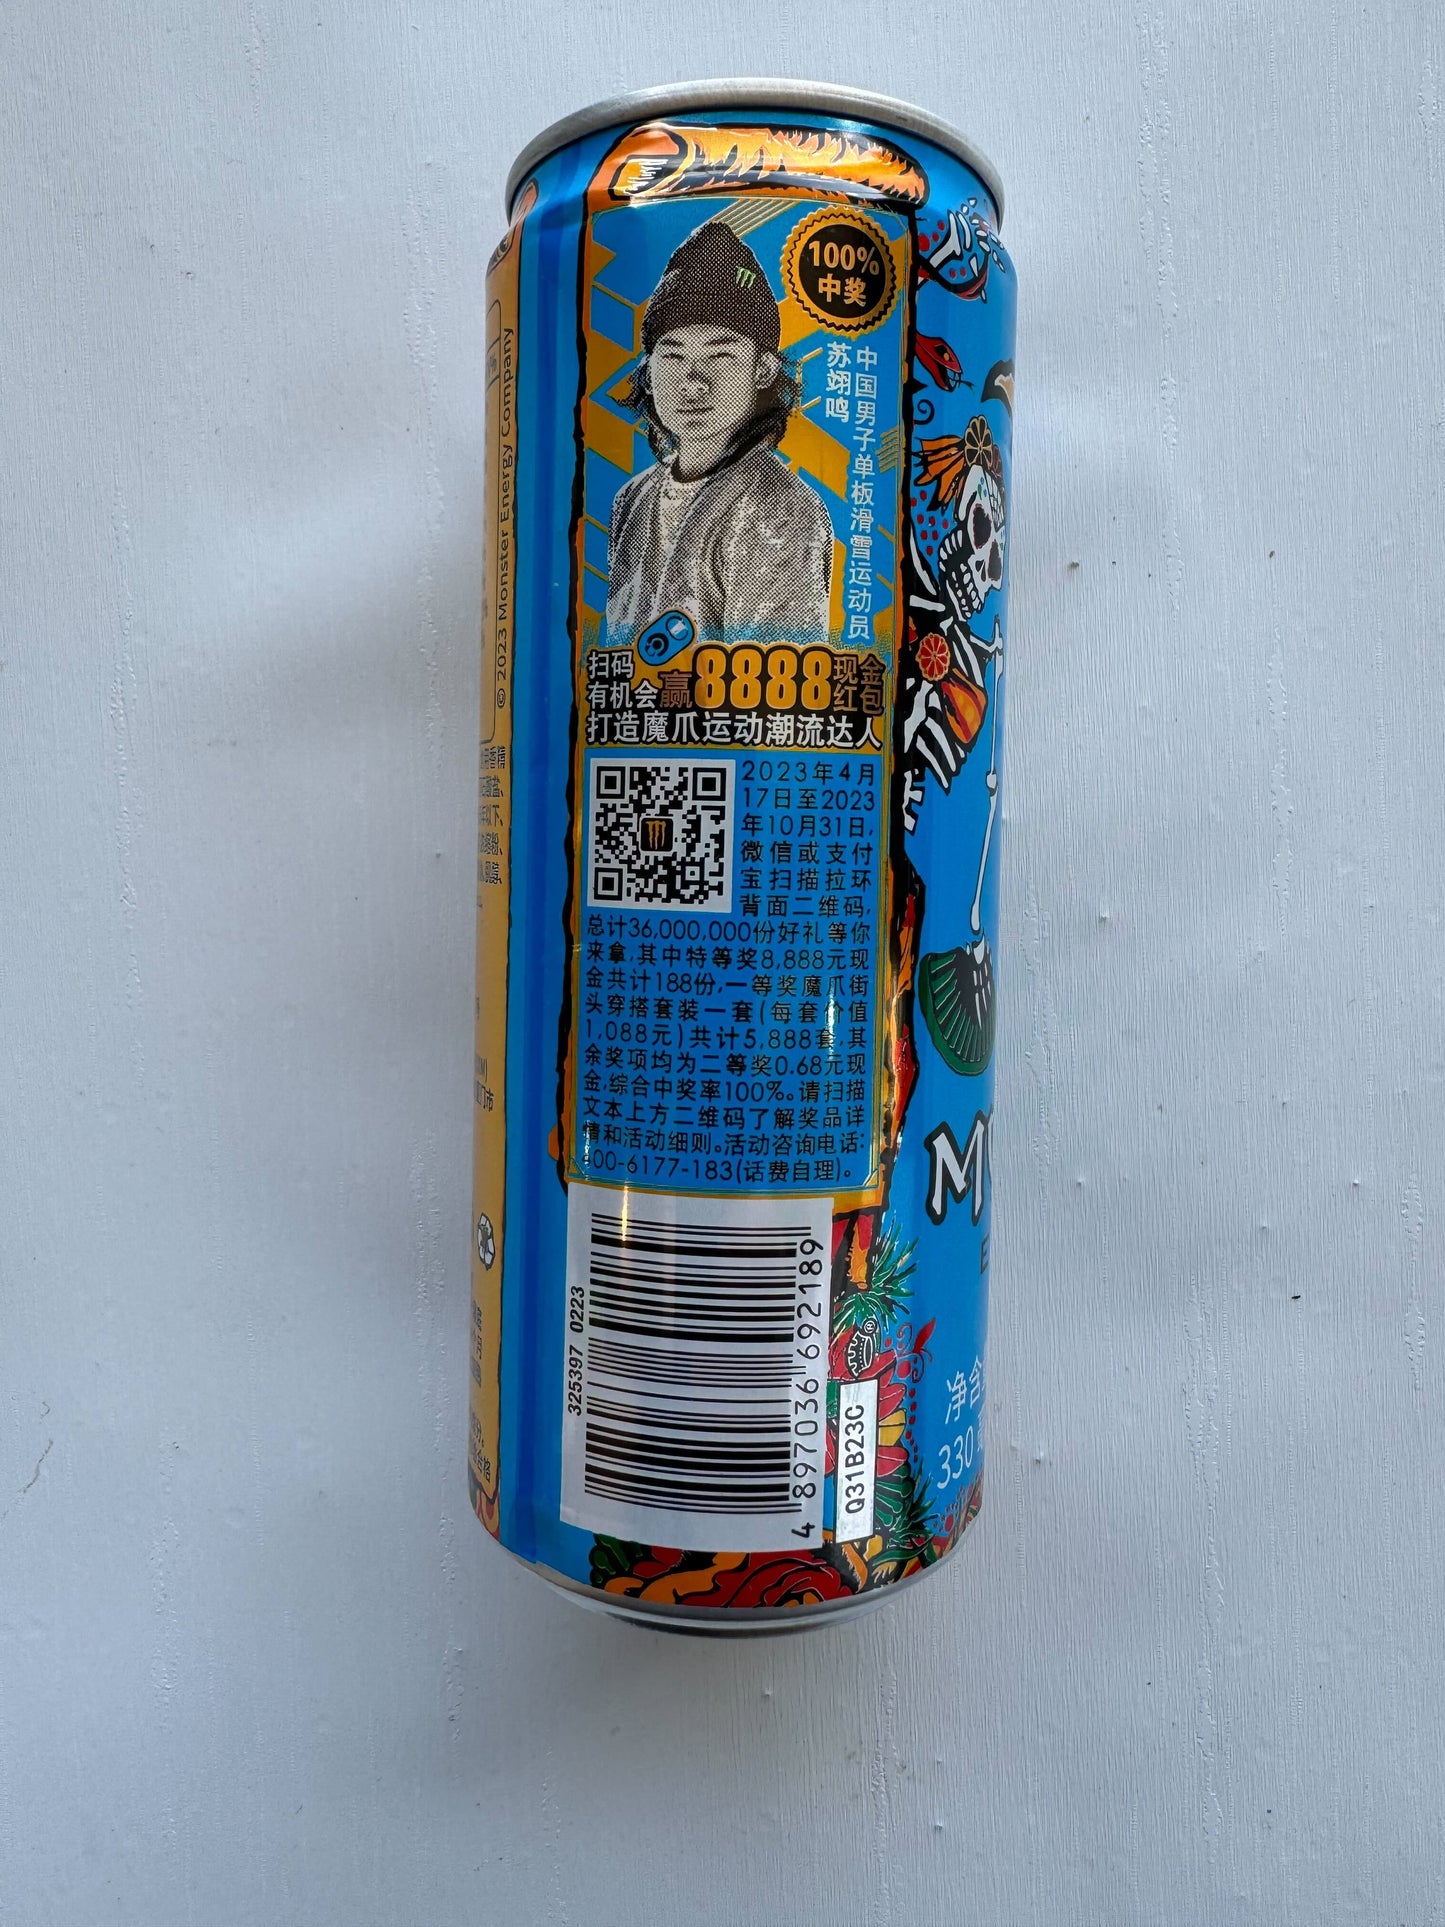 100%
中奖
中国男子单板滑雪运动员
苏翊鸣
© 2023 Monster Energy Company
扫码
有机会赢8888现金红包
打造魔爪运动潮流达人
2023年4月
17日至2023
年10月31日,
微信或支付
宝扫描拉环
背面二维码,
总计36,000,000份好礼等你
来拿,其中特等奖8,888元现
金共计188份,一等奖魔爪街
头穿搭套装一套(每套价值
1,088元)共计5,888套,其
余奖项均为二等奖0.68元现
金,综合中奖率100%。请扫描
文本上方二维码了解奖品详
情和活动细则。活动咨询电话:
400-6177-183(话费自理)。
325397 0223
4 897036 692189
Q31B23C
净含
330